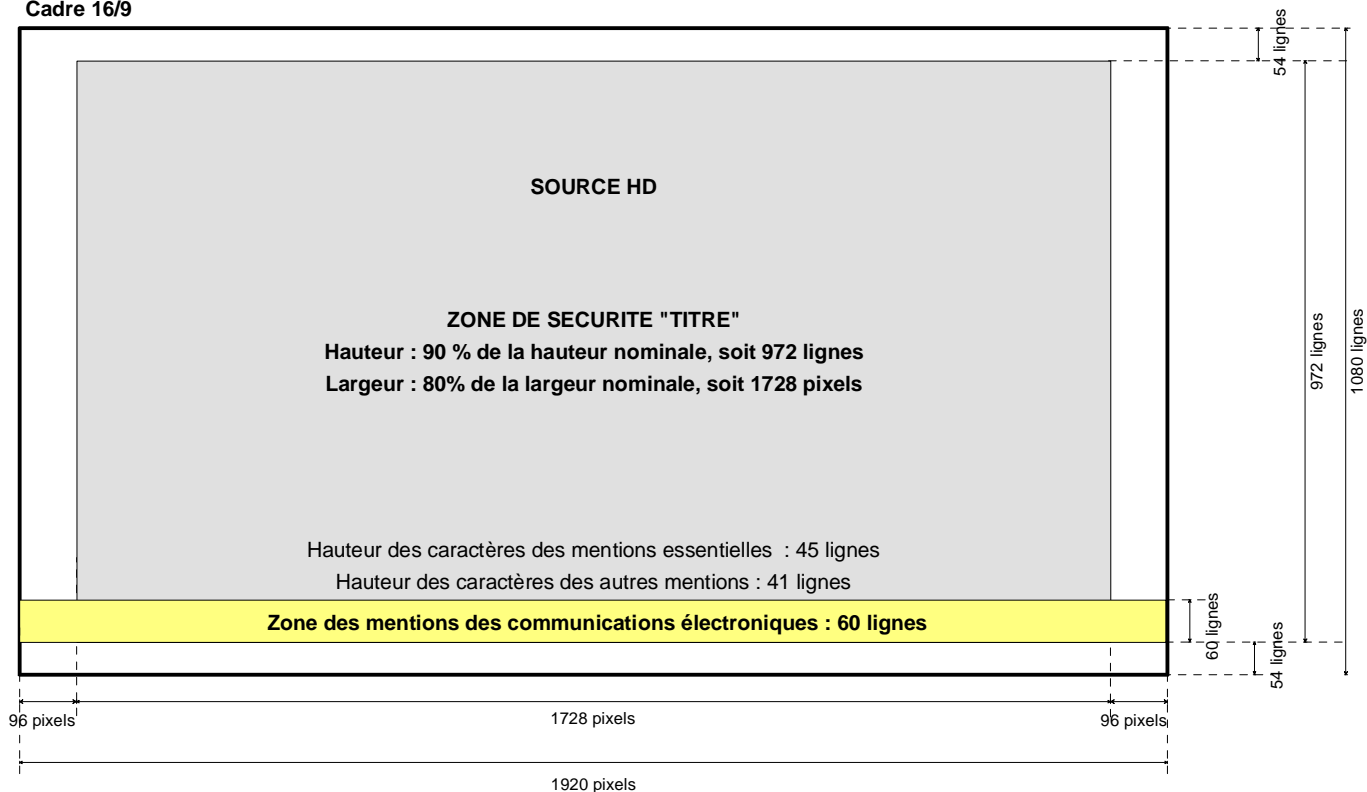 Cadre 16/9
54 lignes
SOURCE HD
ZONE DE SECURITE "TITRE"
Hauteur : 90 % de la hauteur nominale, soit 972 lignes
Largeur : 80% de la largeur nominale, soit 1728 pixels
972 lignes
1080 lignes
Hauteur des caractères des mentions essentielles : 45 lignes
Hauteur des caractères des autres mentions : 41 lignes
Zone des mentions des communications électroniques : 60 lignes
60 lignes
54 lignes
96 pixels
1728 pixels
96 pixels
1920 pixels